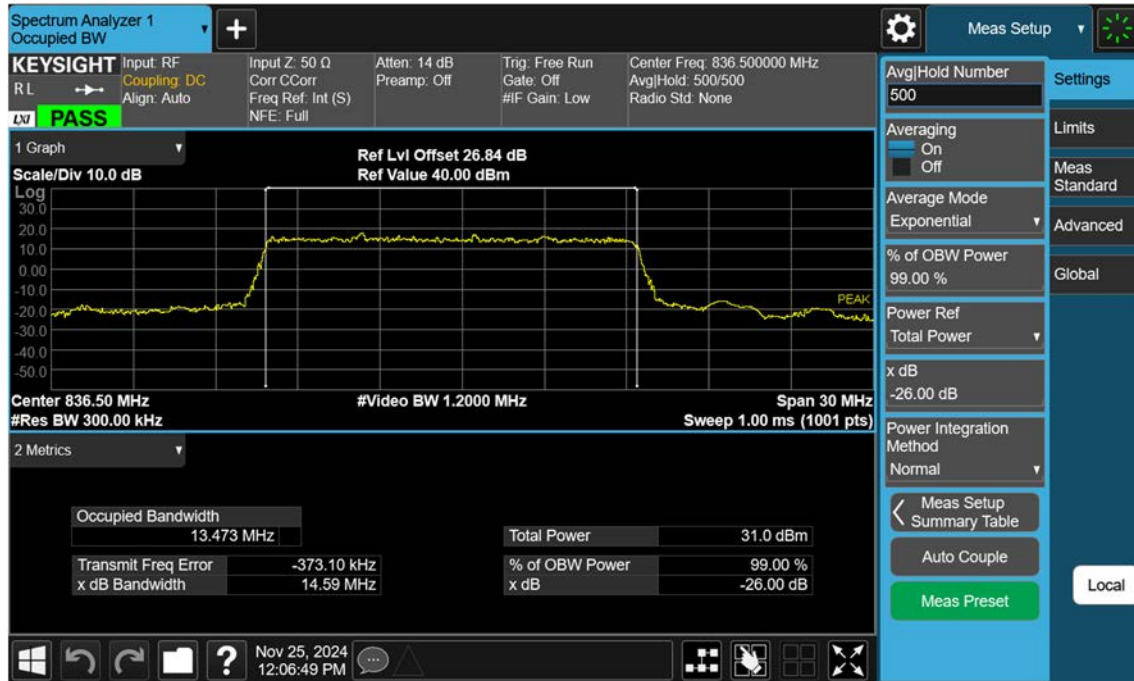 Spectrum Analyzer 1
Occupied BW
+
Meas Setup
KEYSIGHT
RL
LXI PASS
Input: RF
Coupling: DC
Align: Auto
Input Z: 50 Ω
Corr CCorr
Freq Ref: Int (S)
NFE: Full
Atten: 14 dB
Preamp: Off
Trig: Free Run
Gate: Off
#IF Gain: Low
Center Freq: 836.500000 MHz
Avg|Hold: 500/500
Radio Std: None
1 Graph
Scale/Div 10.0 dB
Ref Lvl Offset 26.84 dB
Ref Value 40.00 dBm
Log
30.0
20.0
10.0
0.00
-10.0
-20.0
-30.0
-40.0
-50.0
PEAK
Center 836.50 MHz
#Video BW 1.2000 MHz
Span 30 MHz
#Res BW 300.00 kHz
Sweep 1.00 ms (1001 pts)
2 Metrics
Occupied Bandwidth
13.473 MHz
Total Power 31.0 dBm
Transmit Freq Error -373.10 kHz
% of OBW Power 99.00 %
x dB Bandwidth 14.59 MHz
x dB -26.00 dB
Avg|Hold Number
500
Averaging
On
Off
Average Mode
Exponential
% of OBW Power
99.00 %
Power Ref
Total Power
x dB
-26.00 dB
Power Integration
Method
Normal
Meas Setup
Summary Table
Auto Couple
Meas Preset
Settings
Limits
Meas
Standard
Advanced
Global
Local
?
Nov 25, 2024
12:06:49 PM